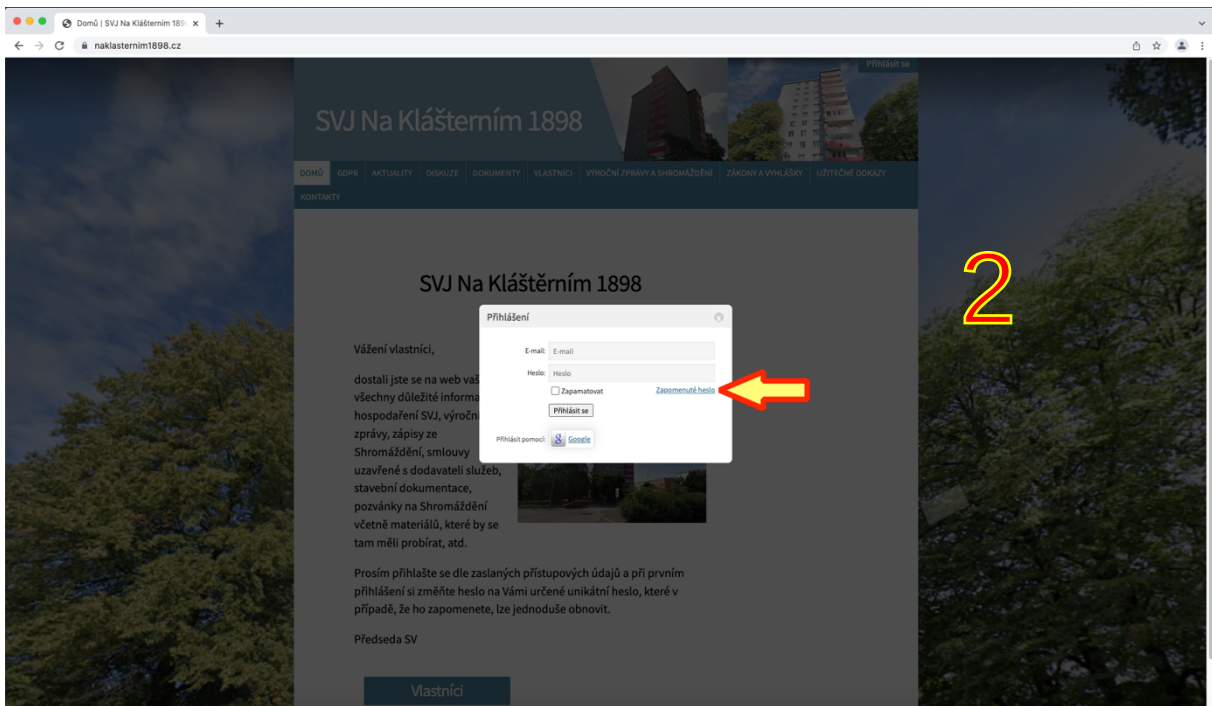 Domů | SVJ Na Klášterním 189
naklasternim1898.cz
Přihlásit se
SVJ Na Klášterním 1898
DOMŮ GDPR AKTUALITY DISKUZE DOKUMENTY VLASTNÍCI VÝROČNÍ ZPRÁVY A SHROMÁŽDĚNÍ ZÁKONY A VYHLÁŠKY UŽITEČNÉ ODKAZY
KONTAKTY
2
SVJ Na Kláštěrním 1898
Přihlášení
Vážení vlastníci,
E-mail: E-mail
Heslo: Heslo
Zapamatovat Zapomenuté heslo
Přihlásit se
Přihlásit pomocí: Google
dostali jste se na web vaš
všechny důležité informa
hospodaření SVJ, výroční
zprávy, zápisy ze
Shromáždění, smlouvy
uzavřené s dodavateli služeb,
stavební dokumentace,
pozvánky na Shromáždění
včetně materiálů, které by se
tam měli probírat, atd.
Prosím přihlašte se dle zaslaných přístupových údajů a při prvním
přihlášení si změňte heslo na Vámi určené unikátní heslo, které v
případě, že ho zapomenete, lze jednoduše obnovit.
Předseda SV
Vlastníci